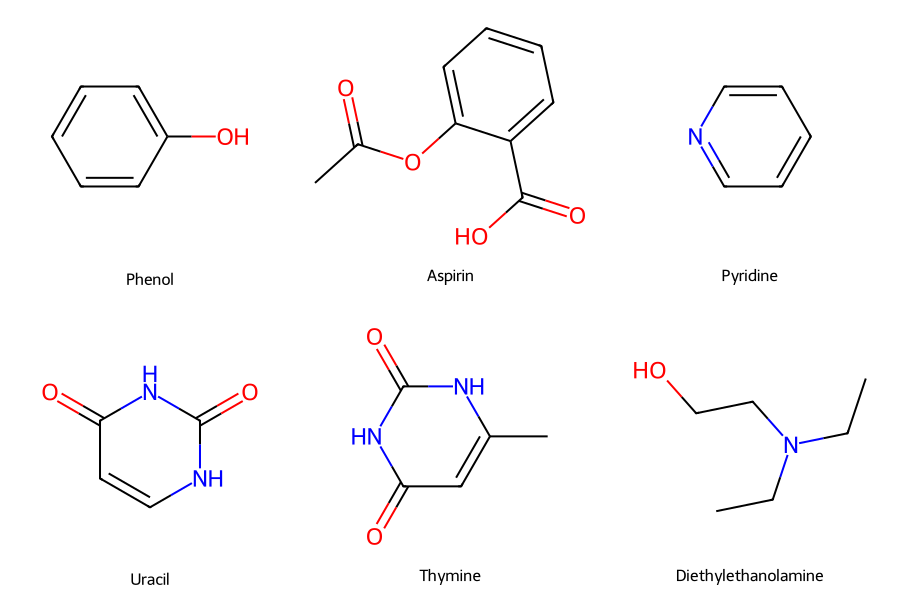 OH
Phenol
O
O
HO
O
Aspirin
N
Pyridine
O
H
N
O
NH
Uracil
O
NH
HN
O
Thymine
HO
N
Diethylethanolamine